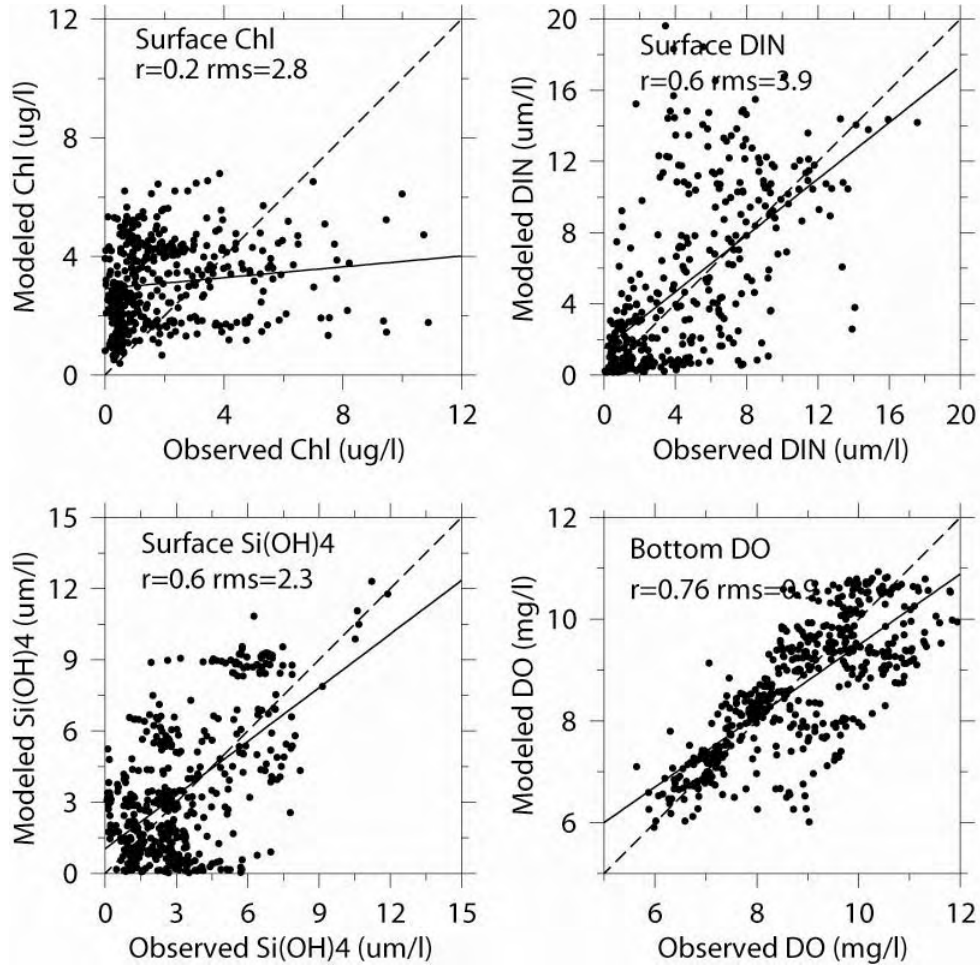 12
Surface Chl
r=0.2 rms=2.8
8
4
0
Modeled Chl (ug/l)
0 4 8 12
Observed Chl (ug/l)
20
Surface DIN
r=0.6 rms=3.9
16
12
8
4
0
Modeled DIN (um/l)
0 4 8 12 16 20
Observed DIN (um/l)
15
Surface Si(OH)4
r=0.6 rms=2.3
12
9
6
3
0
Modeled Si(OH)4 (um/l)
0 3 6 9 12 15
Observed Si(OH)4 (um/l)
12
Bottom DO
r=0.76 rms=0.9
10
8
6
Modeled DO (mg/l)
6 8 10 12
Observed DO (mg/l)